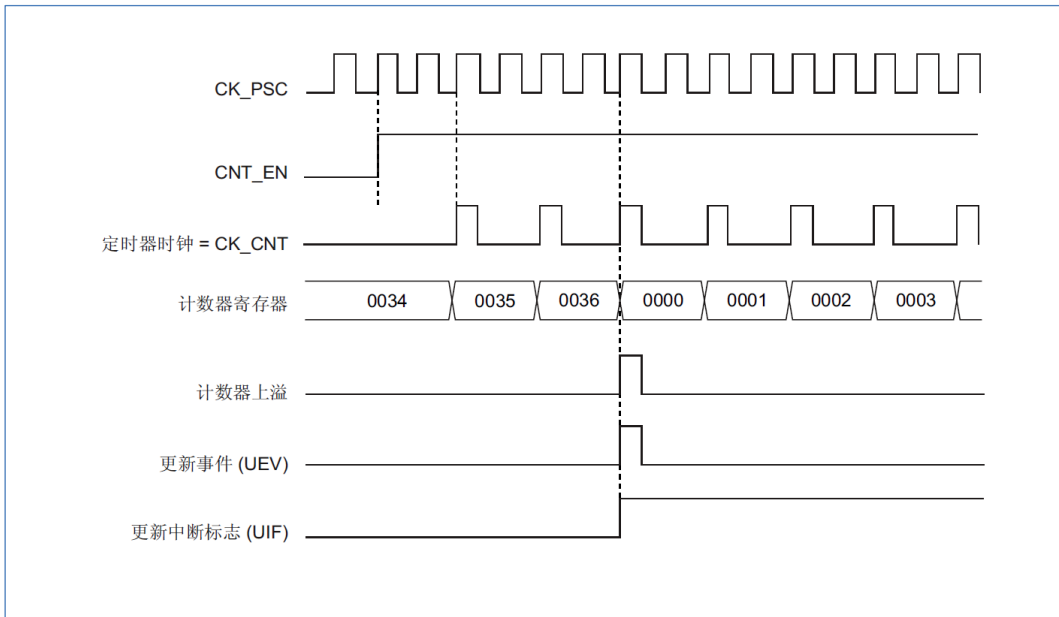 CK_PSC
CNT_EN
定时器时钟 = CK_CNT
计数器寄存器 0034 0035 0036 0000 0001 0002 0003
计数器上溢
更新事件 (UEV)
更新中断标志 (UIF)